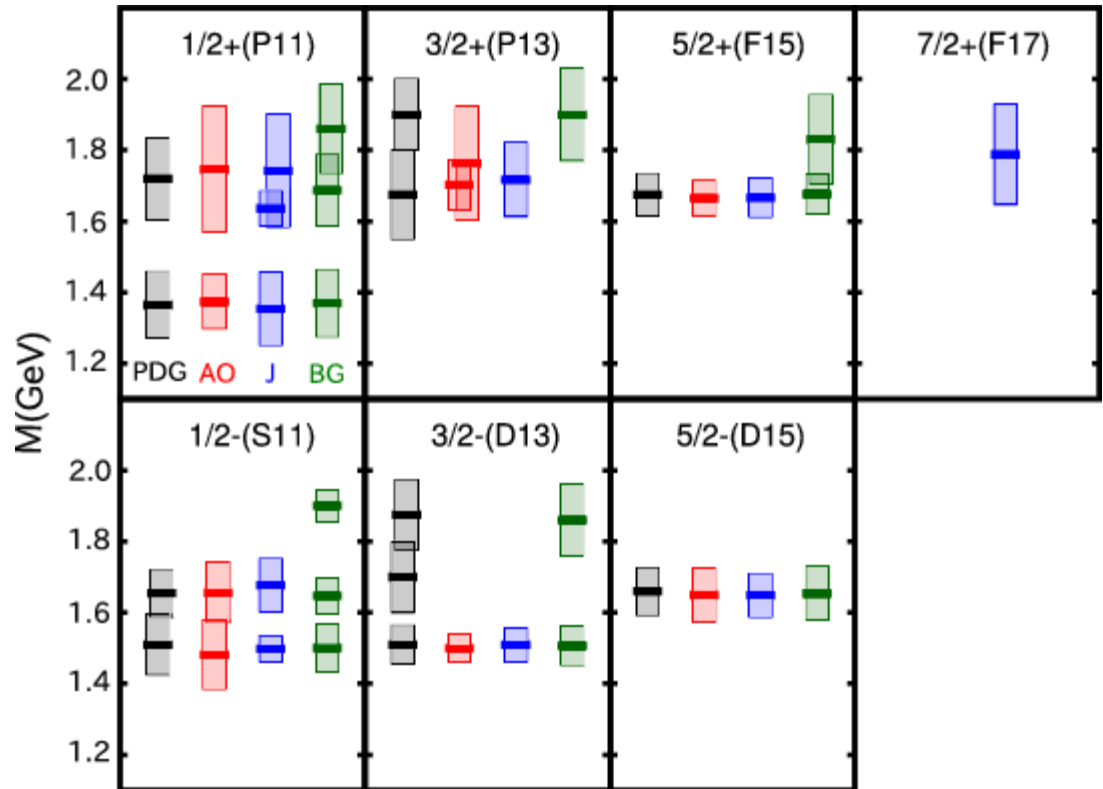 1/2+(P11) 3/2+(P13) 5/2+(F15) 7/2+(F17)
2.0
1.8
1.6
1.4
1.2
PDG AO J BG
M(GeV)
1/2-(S11) 3/2-(D13) 5/2-(D15)
2.0
1.8
1.6
1.4
1.2